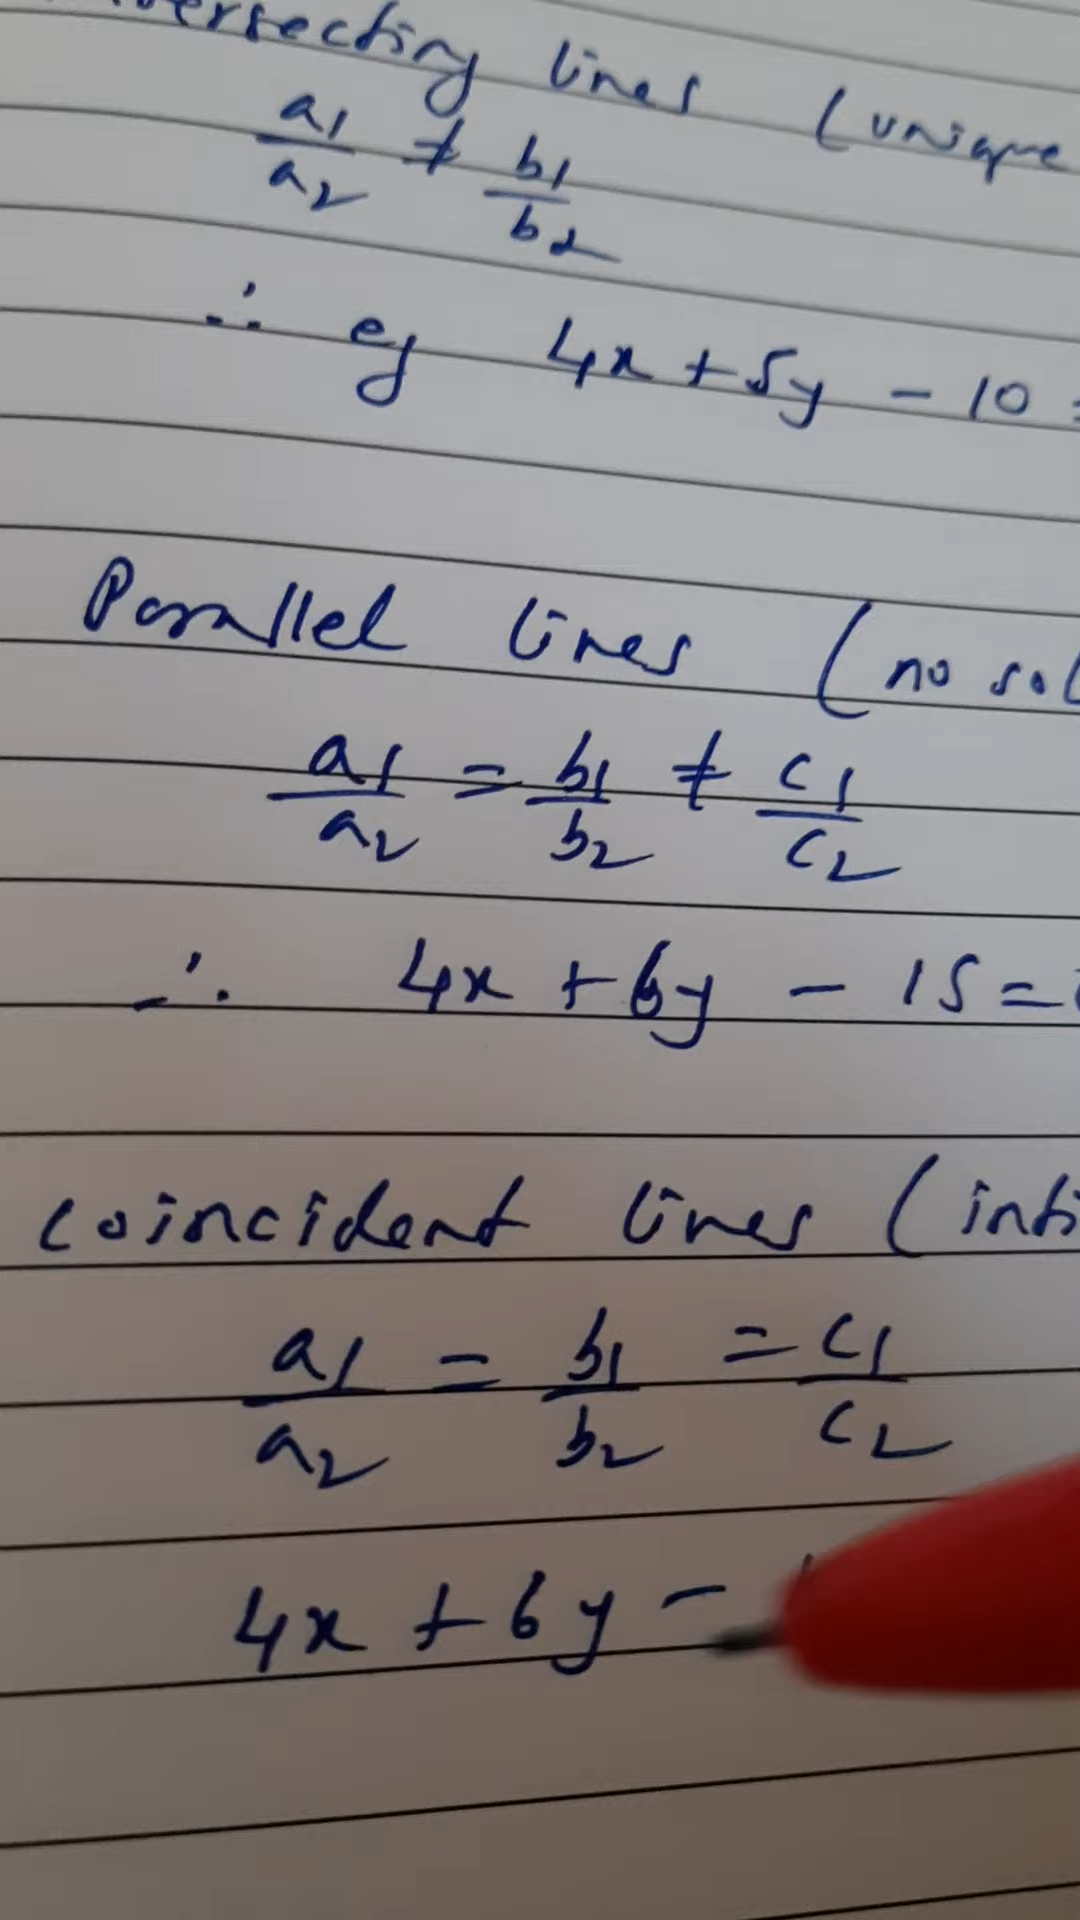 lines (unique
a1/a2 ≠ b1/b2
∴ eg 4x + 5y - 10 =
Parallel lines (no sol
a1/a2 = b1/b2 ≠ c1/c2
∴ 4x + 6y - 15 =
Coincident lines (infi
a1/a2 = b1/b2 = c1/c2
4x + 6y -